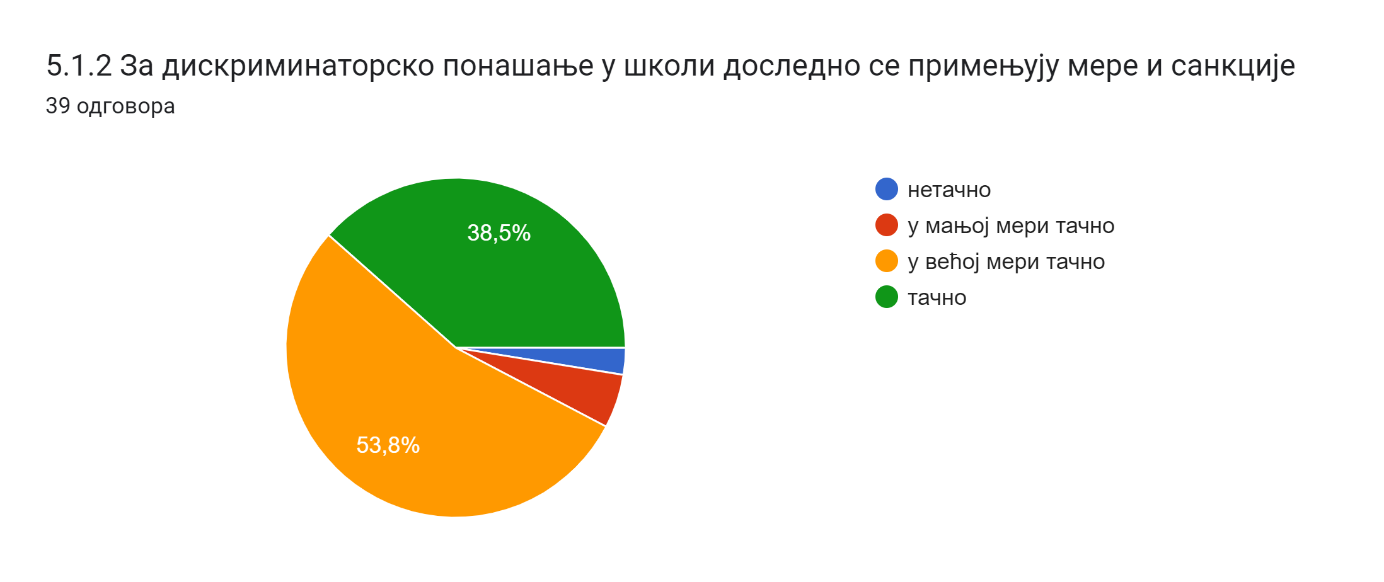 5.1.2 За дискриминаторско понашање у школи доследно се примењују мере и санкције
39 одговора
38,5%
53,8%
нетачно
у мањој мери тачно
у већој мери тачно
тачно